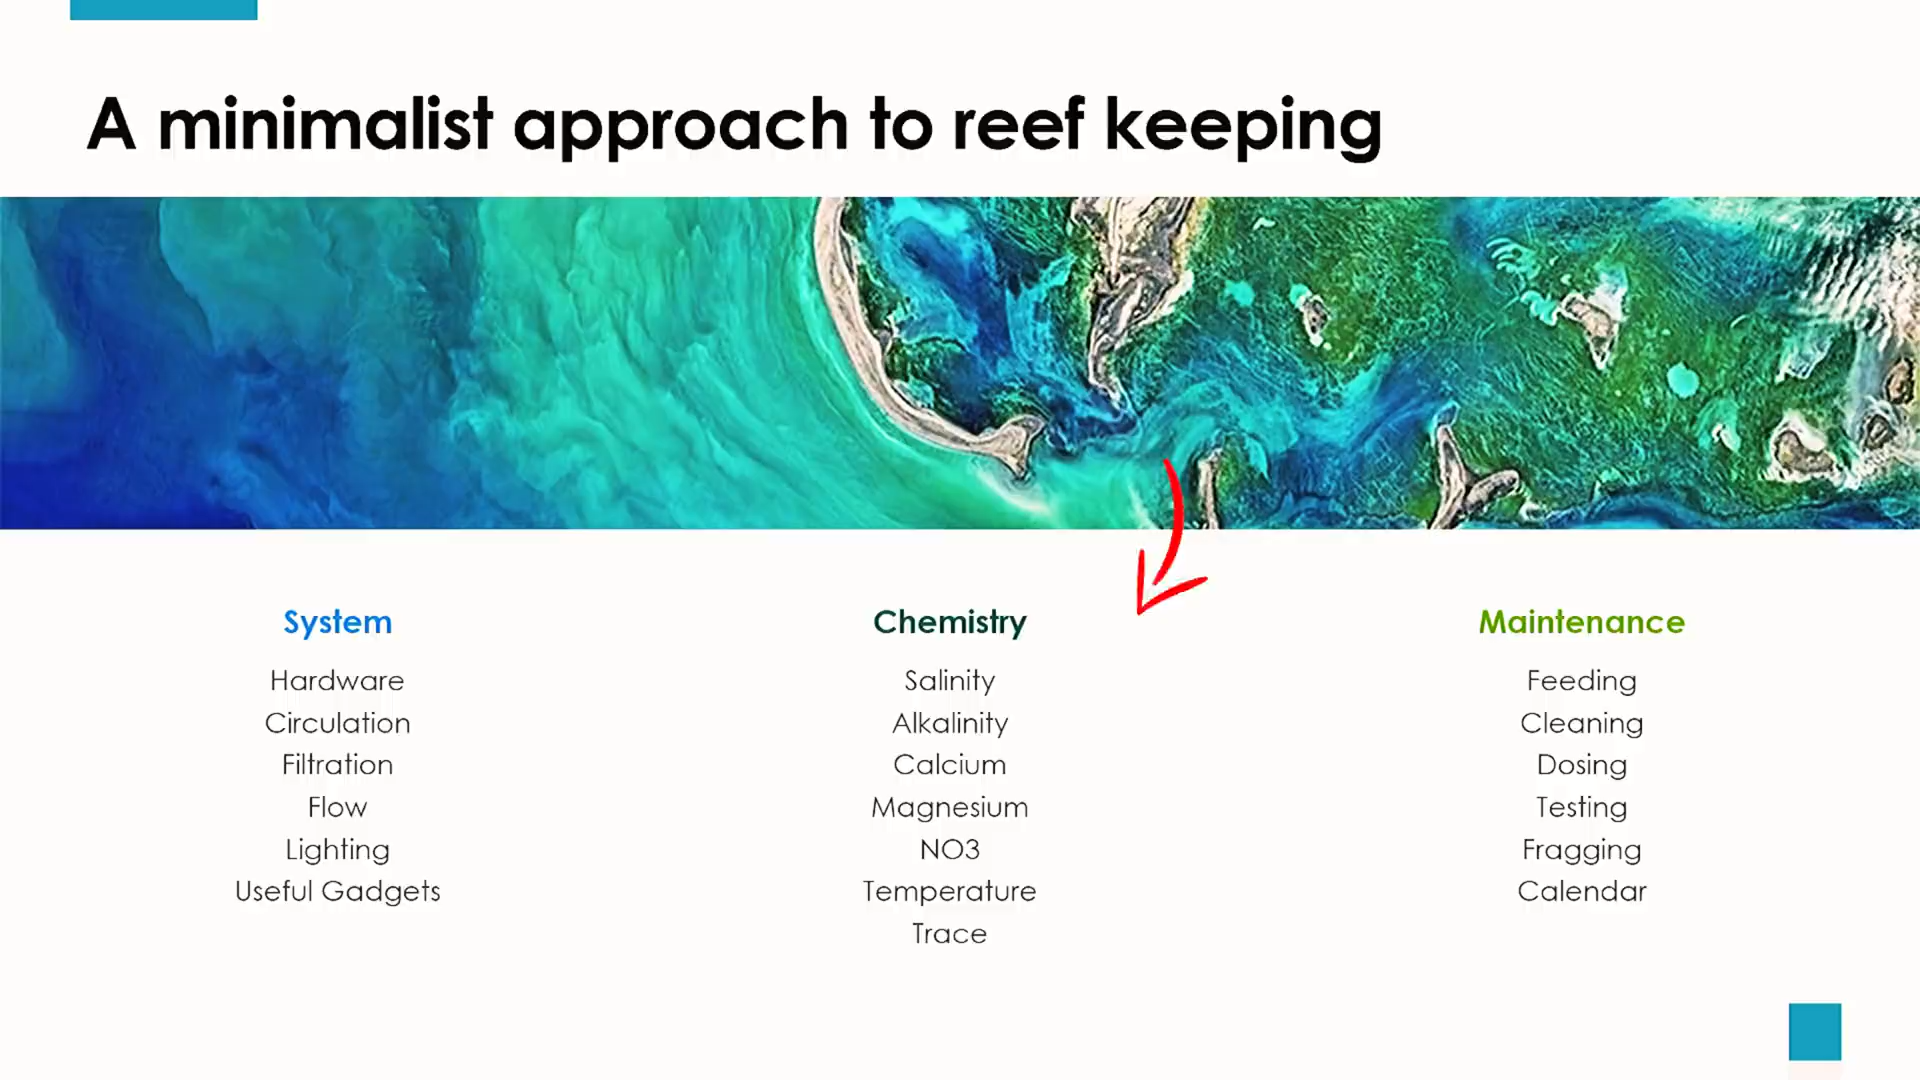 A minimalist approach to reef keeping
System
Hardware
Circulation
Filtration
Flow
Lighting
Useful Gadgets
Chemistry
Salinity
Alkalinity
Calcium
Magnesium
NO3
Temperature
Trace
Maintenance
Feeding
Cleaning
Dosing
Testing
Fragging
Calendar